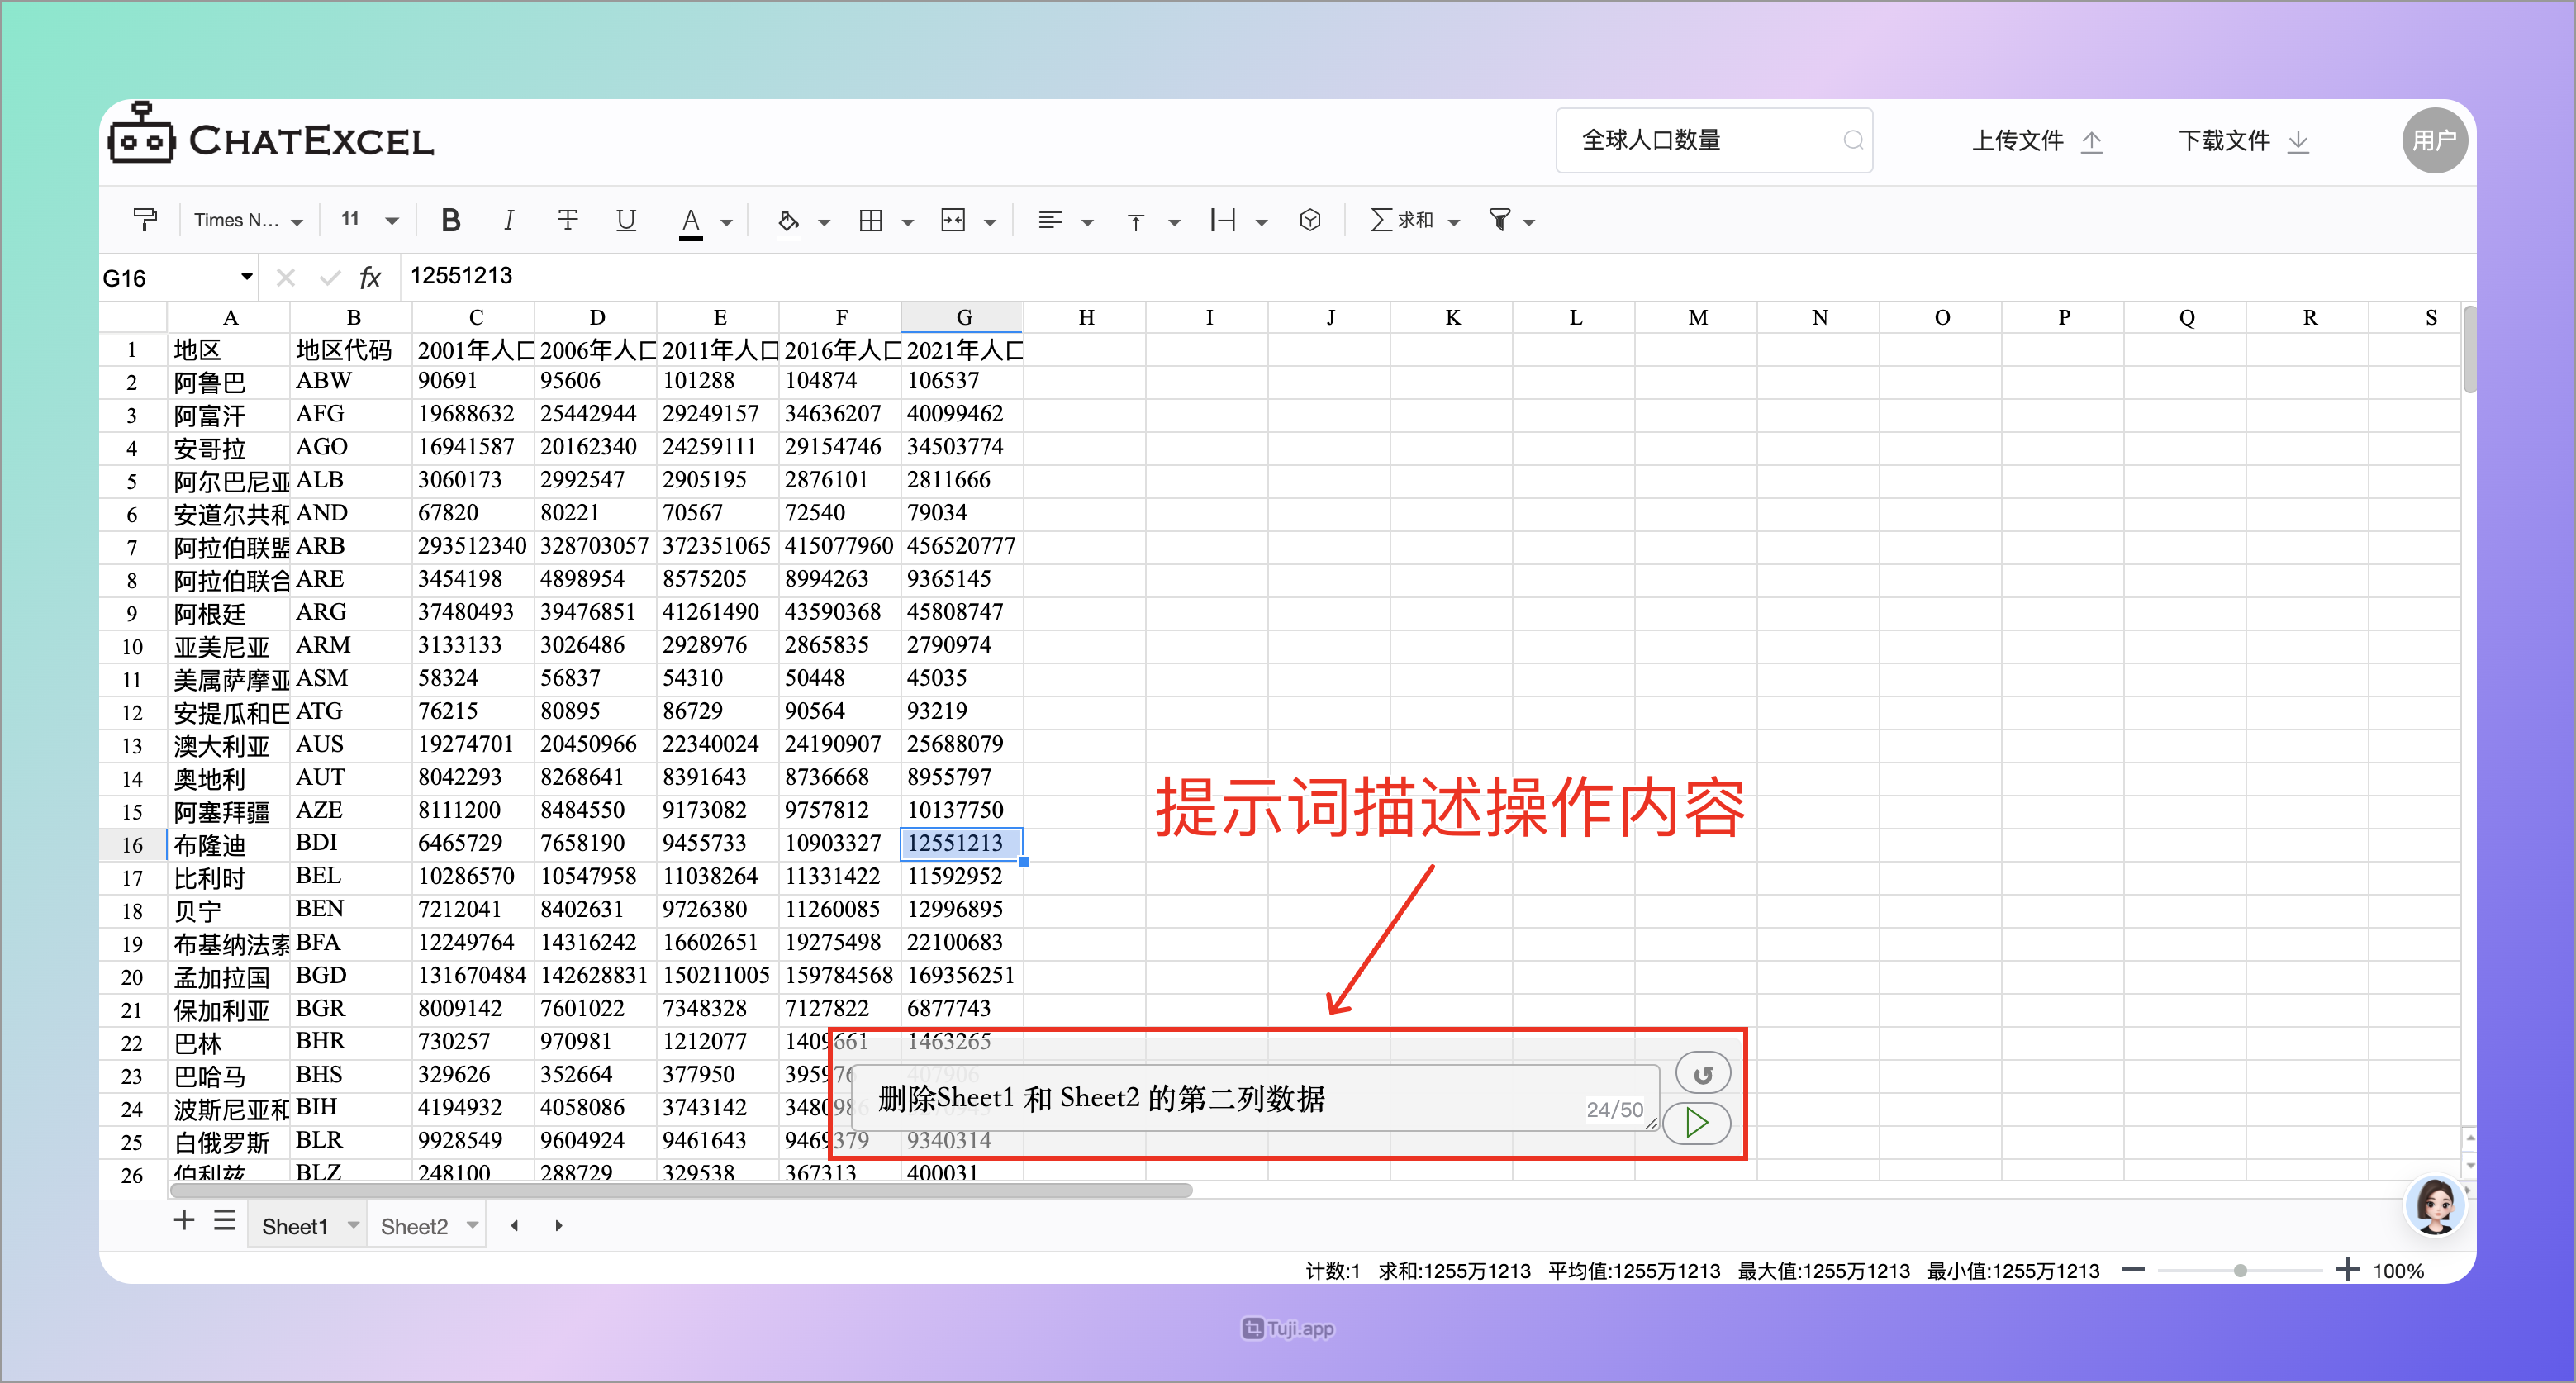 CHATEXCEL
全球人口数量 上传文件 下载文件 用户
Times N... 11 B I T U A 求和
G16 fx 12551213
A B C D E F G H I J K L M N O P Q R S
1 地区 地区代码 2001年人口 2006年人口 2011年人口 2016年人口 2021年人口
2 阿鲁巴 ABW 90691 95606 101288 104874 106537
3 阿富汗 AFG 19688632 25442944 29249157 34636207 40099462
4 安哥拉 AGO 16941587 20162340 24259111 29154746 34503774
5 阿尔巴尼亚 ALB 3060173 2992547 2905195 2876101 2811666
6 安道尔共和 AND 67820 80221 70567 72540 79034
7 阿拉伯联盟 ARB 293512340 328703057 372351065 415077960 456520777
8 阿拉伯联合 ARE 3454198 4898954 8575205 8994263 9365145
9 阿根廷 ARG 37480493 39476851 41261490 43590368 45808747
10 亚美尼亚 ARM 3133133 3026486 2928976 2865835 2790974
11 美属萨摩亚 ASM 58324 56837 54310 50448 45035
12 安提瓜和巴 ATG 76215 80895 86729 90564 93219
13 澳大利亚 AUS 19274701 20450966 22340024 24190907 25688079
14 奥地利 AUT 8042293 8268641 8391643 8736668 8955797
15 阿塞拜疆 AZE 8111200 8484550 9173082 9757812 10137750
提示词描述操作内容
16 布隆迪 BDI 6465729 7658190 9455733 10903327 12551213
17 比利时 BEL 10286570 10547958 11038264 11331422 11592952
18 贝宁 BEN 7212041 8402631 9726380 11260085 12996895
19 布基纳法索 BFA 12249764 14316242 16602651 19275498 22100683
20 孟加拉国 BGD 131670484 142628831 150211005 159784568 169356251
21 保加利亚 BGR 8009142 7601022 7348328 7127822 6877743
22 巴林 BHR 730257 970981 1212077 1409661 1463265
23 巴哈马 BHS 329626 352664 377950 395976 407906
删除Sheet1 和 Sheet2 的第二列数据
24/50
24 波斯尼亚和 BIH 4194932 4058086 3743142 348098
25 白俄罗斯 BLR 9928549 9604924 9461643 9469379 9340314
26 伯利兹 BLZ 248100 288729 329538 367313 400031
Sheet1 Sheet2
计数:1 求和:1255万1213 平均值:1255万1213 最大值:1255万1213 最小值:1255万1213 100%
Tuji.app